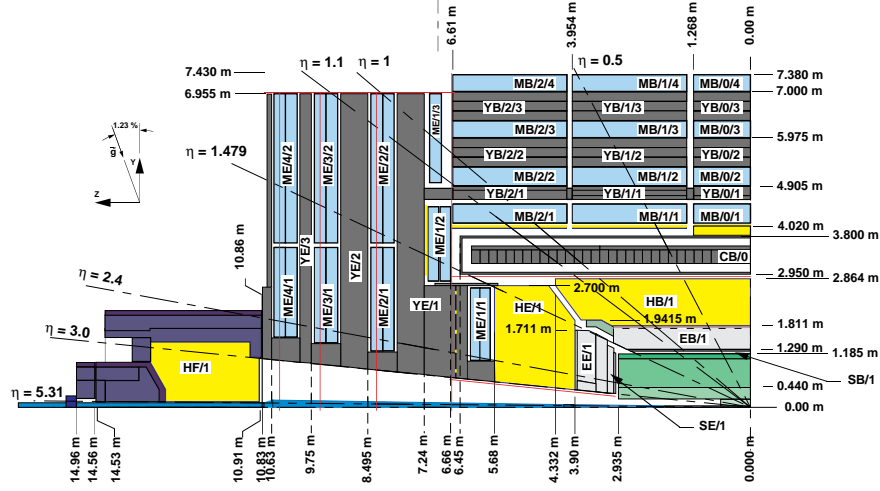 6.61 m
3.954 m
1.268 m
0.00 m
η = 1.1
η = 1
η = 0.5
7.430 m
6.955 m
MB/2/4
MB/1/4
MB/0/4
7.380 m
7.000 m
YB/2/3
YB/1/3
YB/0/3
ME/1/3
1.23 %
g
Y
Z
MB/2/3
MB/1/3
MB/0/3
5.975 m
η = 1.479
ME/4/2
ME/3/2
ME/2/2
YB/2/2
YB/1/2
YB/0/2
MB/2/2
MB/1/2
MB/0/2
4.905 m
YB/2/1
YB/1/1
YB/0/1
ME/1/2
MB/2/1
MB/1/1
MB/0/1
4.020 m
3.800 m
YE/3
YE/2
10.86 m
CB/0
2.950 m
2.864 m
η = 2.4
ME/4/1
ME/3/1
ME/2/1
YE/1
2.700 m
HE/1
HB/1
ME/1/1
1.9415 m
1.711 m
1.811 m
η = 3.0
EB/1
1.290 m
1.185 m
HF/1
EE/1
SB/1
0.440 m
η = 5.31
0.00 m
SE/1
14.96 m
14.56 m
14.53 m
10.91 m
10.83 m
10.63 m
9.75 m
8.495 m
7.24 m
6.66 m
6.45 m
5.68 m
4.332 m
3.90 m
2.935 m
0.000 m